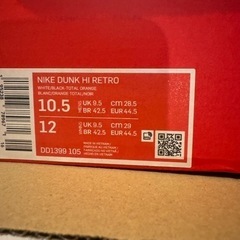 NIKE DUNK HI RETRO
WHITE/BLACK-TOTAL ORANGE
BLANC/ORANGE TOTAL/NOIR
10.5 UK 9.5 CM 28.5
BR 42.5 EUR 44.5
12 UK 9.5 CM 29
BR 42.5 EUR 44.5
DD1399 105